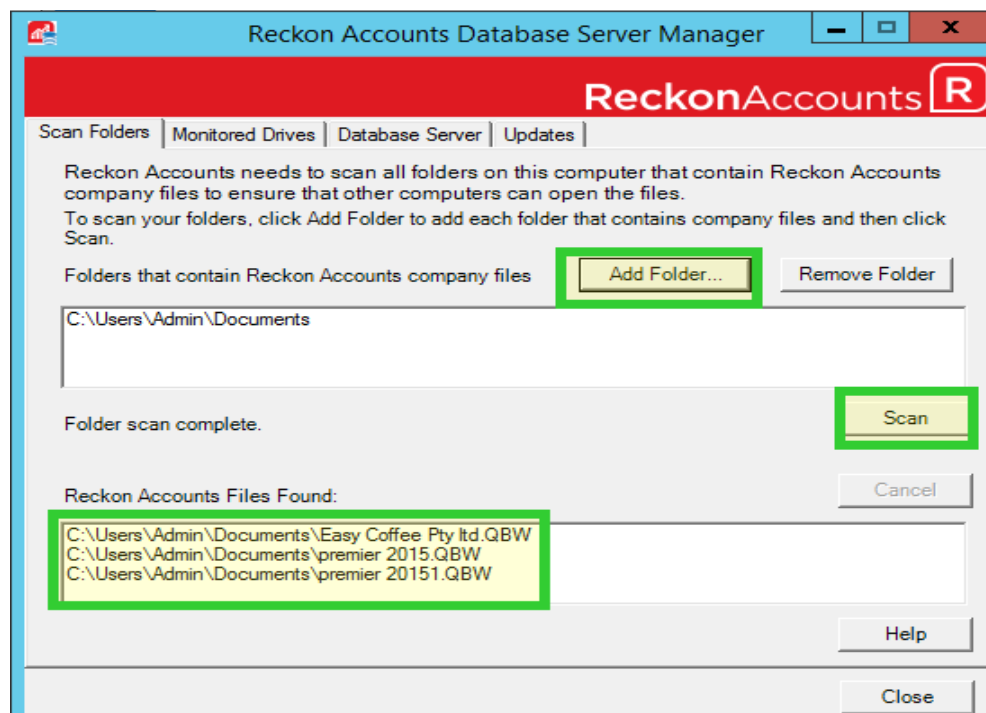 Reckon Accounts Database Server Manager
ReckonAccounts R
Scan Folders Monitored Drives Database Server Updates
Reckon Accounts needs to scan all folders on this computer that contain Reckon Accounts
company files to ensure that other computers can open the files.
To scan your folders, click Add Folder to add each folder that contains company files and then click
Scan.
Folders that contain Reckon Accounts company files Add Folder... Remove Folder
C:\Users\Admin\Documents
Folder scan complete. Scan
Reckon Accounts Files Found: Cancel
C:\Users\Admin\Documents\Easy Coffee Pty ltd.QBW
C:\Users\Admin\Documents\premier 2015.QBW
C:\Users\Admin\Documents\premier 20151.QBW
Help
Close